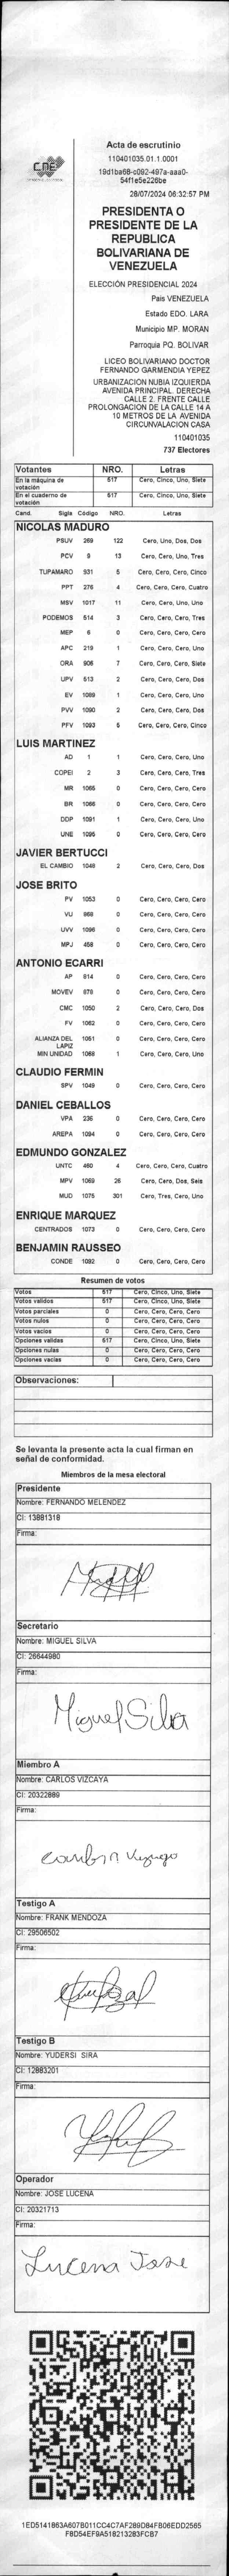 CNE
Acta de escrutinio
110401035.01.1.0001
19d1ba68-c092-497a-aaa0-
54f1e5e226be
28/07/2024 06:32:57 PM
PRESIDENTA O
PRESIDENTE DE LA
REPUBLICA
BOLIVARIANA DE
VENEZUELA
ELECCIÓN PRESIDENCIAL 2024
Pais VENEZUELA
Estado EDO. LARA
Municipio MP. MORAN
Parroquia PQ. BOLIVAR
LICEO BOLIVARIANO DOCTOR
FERNANDO GARMENDIA YEPEZ
URBANIZACION NUBIA IZQUIERDA
AVENIDA PRINCIPAL. DERECHA
CALLE 2. FRENTE CALLE
PROLONGACION DE LA CALLE 14 A
10 METROS DE LA AVENIDA
CIRCUNVALACION CASA
110401035
737 Electores
Votantes NRO. Letras
En la máquina de votación 517 Cero, Cinco, Uno, Siete
En el cuaderno de votación 517 Cero, Cinco, Uno, Siete
Cand. Sigla Código NRO. Letras
NICOLAS MADURO
PSUV 269 122 Cero, Uno, Dos, Dos
PCV 9 13 Cero, Cero, Uno, Tres
TUPAMARO 931 5 Cero, Cero, Cero, Cinco
PPT 276 4 Cero, Cero, Cero, Cuatro
MSV 1017 11 Cero, Cero, Uno, Uno
PODEMOS 514 3 Cero, Cero, Cero, Tres
MEP 6 0 Cero, Cero, Cero, Cero
APC 219 1 Cero, Cero, Cero, Uno
ORA 906 7 Cero, Cero, Cero, Siete
UPV 513 2 Cero, Cero, Cero, Dos
EV 1089 1 Cero, Cero, Cero, Uno
PVV 1090 2 Cero, Cero, Cero, Dos
PFV 1093 5 Cero, Cero, Cero, Cinco
LUIS MARTINEZ
AD 1 1 Cero, Cero, Cero, Uno
COPEI 2 3 Cero, Cero, Cero, Tres
MR 1065 0 Cero, Cero, Cero, Cero
BR 1066 0 Cero, Cero, Cero, Cero
DDP 1091 1 Cero, Cero, Cero, Uno
UNE 1095 0 Cero, Cero, Cero, Cero
JAVIER BERTUCCI
EL CAMBIO 1048 2 Cero, Cero, Cero, Dos
JOSE BRITO
PV 1053 0 Cero, Cero, Cero, Cero
VU 868 0 Cero, Cero, Cero, Cero
UVV 1096 0 Cero, Cero, Cero, Cero
MPJ 458 0 Cero, Cero, Cero, Cero
ANTONIO ECARRI
AP 814 0 Cero, Cero, Cero, Cero
MOVEV 878 0 Cero, Cero, Cero, Cero
CMC 1050 2 Cero, Cero, Cero, Dos
FV 1062 0 Cero, Cero, Cero, Cero
ALIANZA DEL LAPIZ 1061 0 Cero, Cero, Cero, Cero
MIN UNIDAD 1068 1 Cero, Cero, Cero, Uno
CLAUDIO FERMIN
SPV 1049 0 Cero, Cero, Cero, Cero
DANIEL CEBALLOS
VPA 236 0 Cero, Cero, Cero, Cero
AREPA 1094 0 Cero, Cero, Cero, Cero
EDMUNDO GONZALEZ
UNTC 460 4 Cero, Cero, Cero, Cuatro
MPV 1069 26 Cero, Cero, Dos, Seis
MUD 1075 301 Cero, Tres, Cero, Uno
ENRIQUE MARQUEZ
CENTRADOS 1073 0 Cero, Cero, Cero, Cero
BENJAMIN RAUSSEO
CONDE 1092 0 Cero, Cero, Cero, Cero
Resumen de votos
Votos 517 Cero, Cinco, Uno, Siete
Votos validos 517 Cero, Cinco, Uno, Siete
Votos parciales 0 Cero, Cero, Cero, Cero
Votos nulos 0 Cero, Cero, Cero, Cero
Votos vacios 0 Cero, Cero, Cero, Cero
Opciones validas 517 Cero, Cinco, Uno, Siete
Opciones nulas 0 Cero, Cero, Cero, Cero
Opciones vacias 0 Cero, Cero, Cero, Cero
Observaciones:
Se levanta la presente acta la cual firman en
señal de conformidad.
Miembros de la mesa electoral
Presidente
Nombre: FERNANDO MELENDEZ
CI: 13881318
Firma:
Secretario
Nombre: MIGUEL SILVA
CI: 26644980
Firma:
Miguel Silva
Miembro A
Nombre: CARLOS VIZCAYA
CI: 20322889
Firma:
Testigo A
Nombre: FRANK MENDOZA
CI: 29506502
Firma:
Testigo B
Nombre: YUDERSI SIRA
CI: 12883201
Firma:
Operador
Nombre: JOSE LUCENA
CI: 20321713
Firma:
Lucena Jose
1ED5141863A607B011CC4C7AF289D84FB06EDD2565
F8D54EF9A518213283FCB7